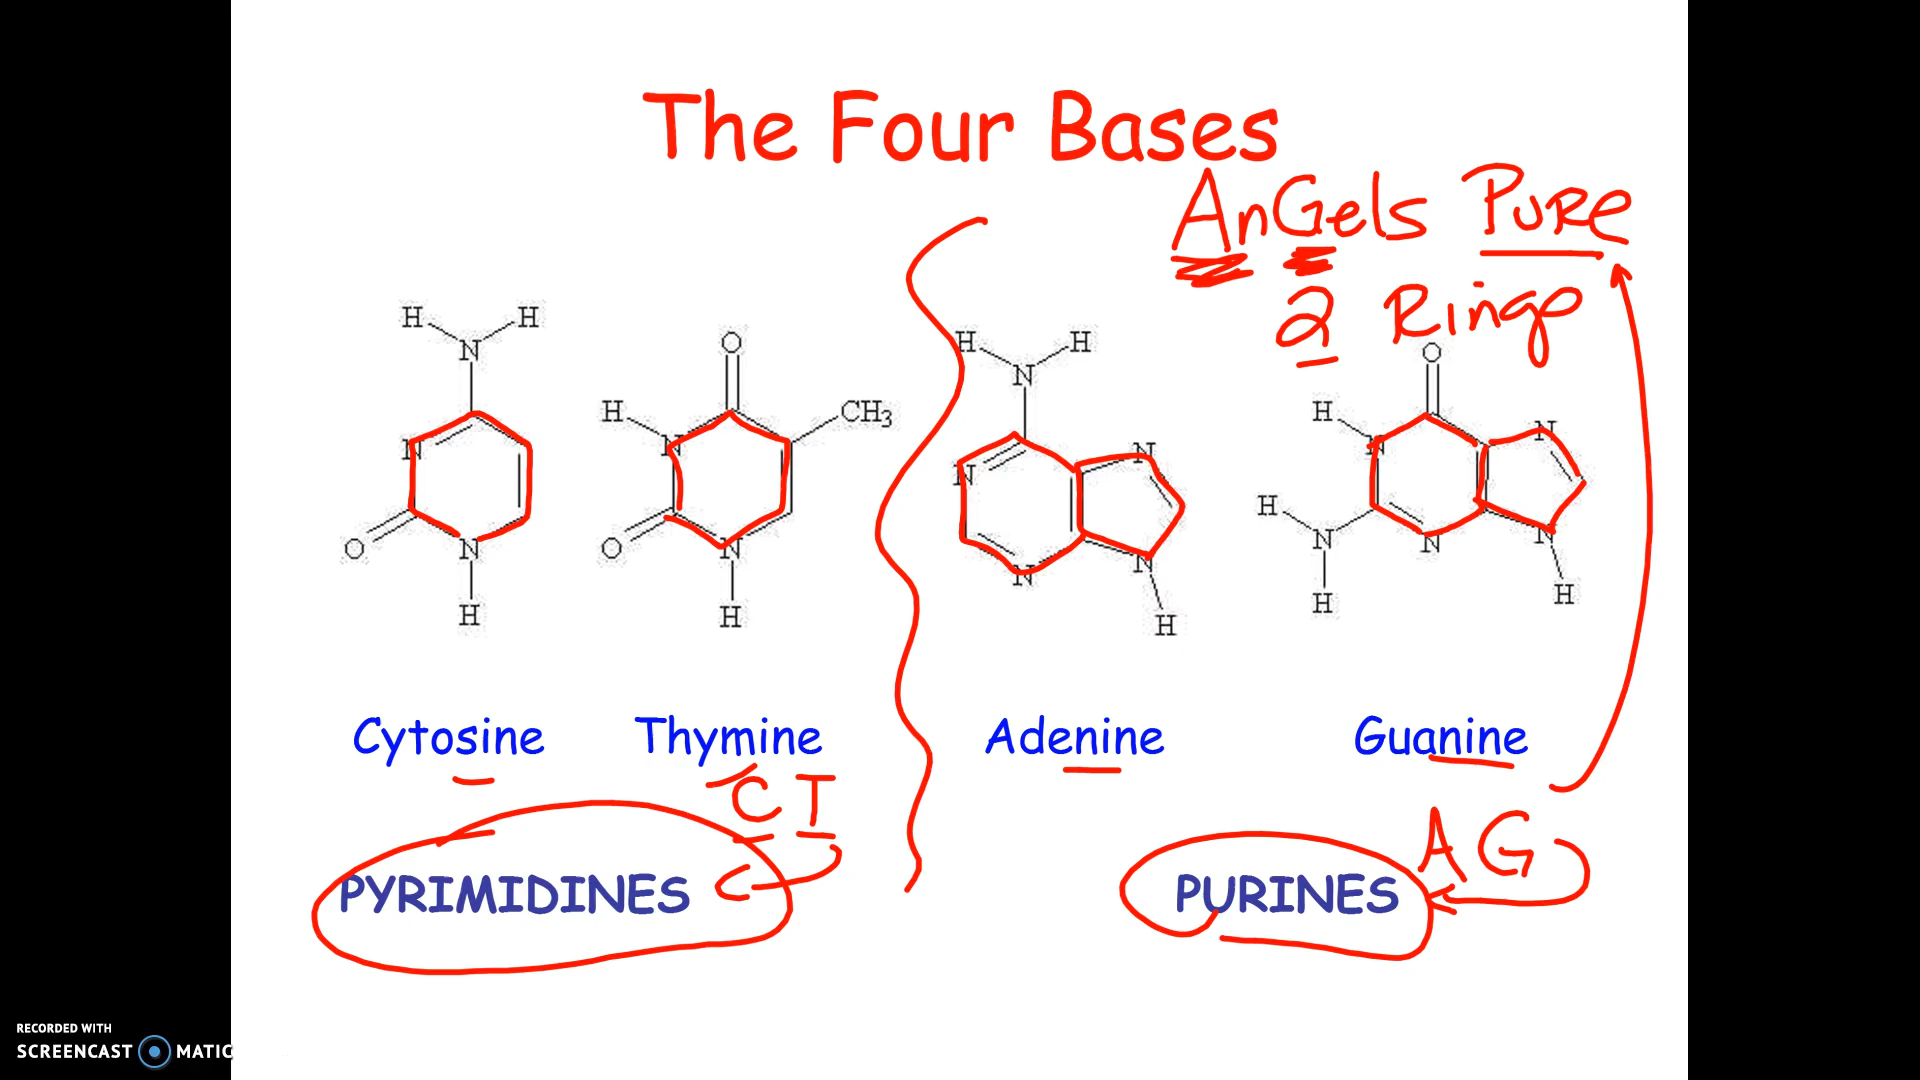 The Four Bases
AnGels PURe
2 Rings
H H
N
N
O
N
H
O
H
N
CH3
O
N
H
H H
N
N
N
N
N
H
O
H
N
N
H
N
N
N
H
H
Cytosine Thymine Adenine Guanine
C T
A G
PYRIMIDINES PURINES
RECORDED WITH
SCREENCAST MATIC